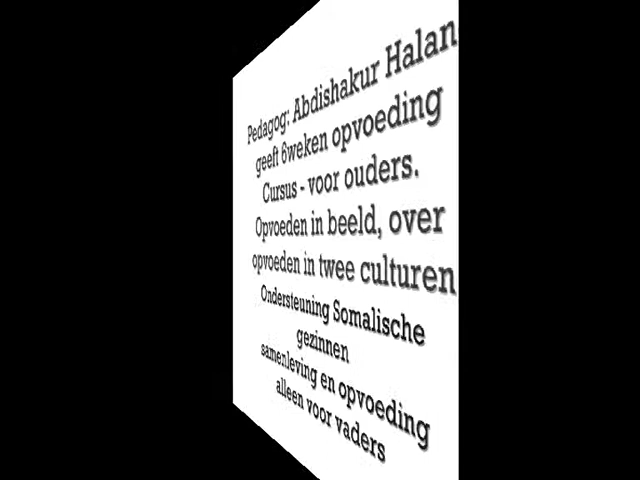 Pedagog: Abdishakur Halan
geeft 6weken opvoeding
Cursus - voor ouders.
Opvoeden in beeld, over
opvoeden in twee culturen
Ondersteuning Somalische
gezinnen
samenleving en opvoeding
alleen voor vaders